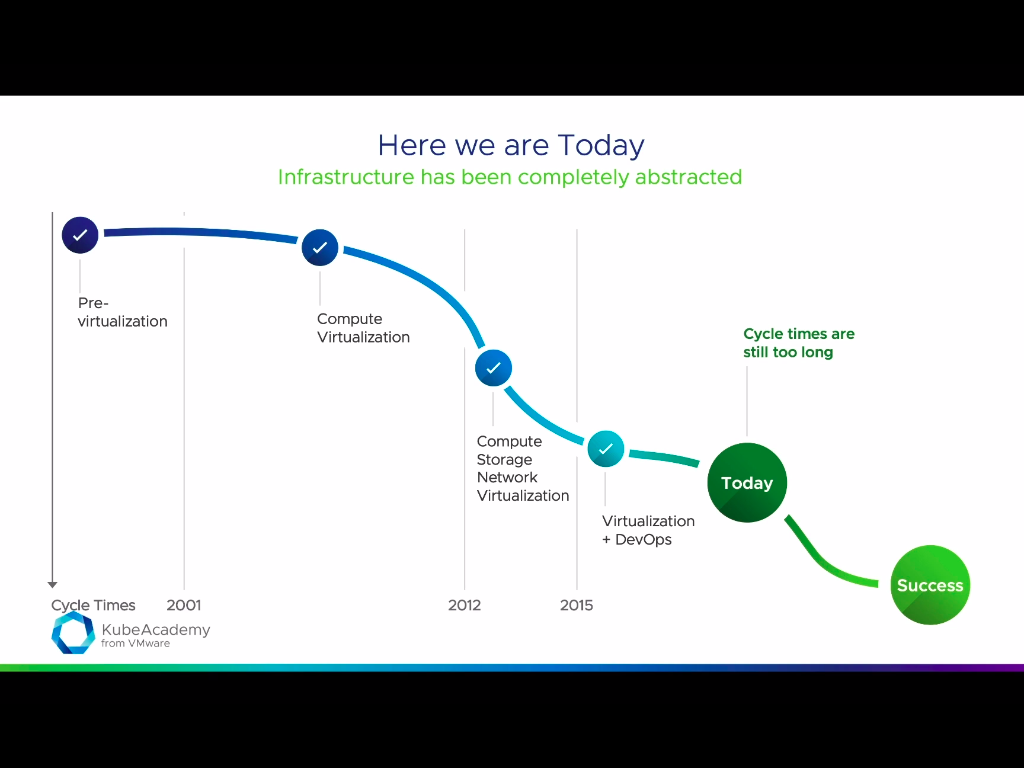 Here we are Today
Infrastructure has been completely abstracted
Pre-
virtualization
Compute
Virtualization
Compute
Storage
Network
Virtualization
Virtualization
+ DevOps
Cycle times are
still too long
Today
Success
Cycle Times
2001
2012
2015
KubeAcademy
from VMware